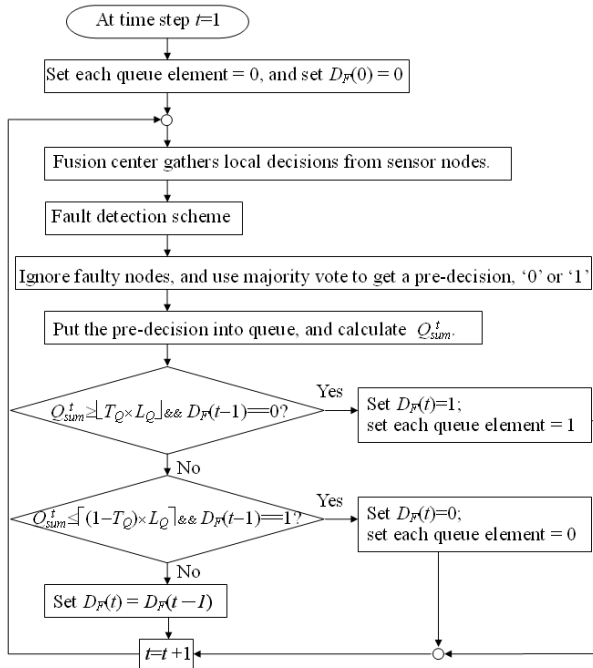 At time step t=1
Set each queue element = 0, and set D_F(0) = 0
Fusion center gathers local decisions from sensor nodes.
Fault detection scheme
Ignore faulty nodes, and use majority vote to get a pre-decision, ‘0’ or ‘1’
Put the pre-decision into queue, and calculate Q^t_sum.
Q^t_sum≥⌊T_Q×L_Q⌋&& D_F(t−1)==0?
Yes
Set D_F(t)=1;
set each queue element = 1
No
Q^t_sum≤⌈(1−T_Q)×L_Q⌉&& D_F(t−1)==1?
Yes
Set D_F(t)=0;
set each queue element = 0
No
Set D_F(t) = D_F(t−1)
t=t+1